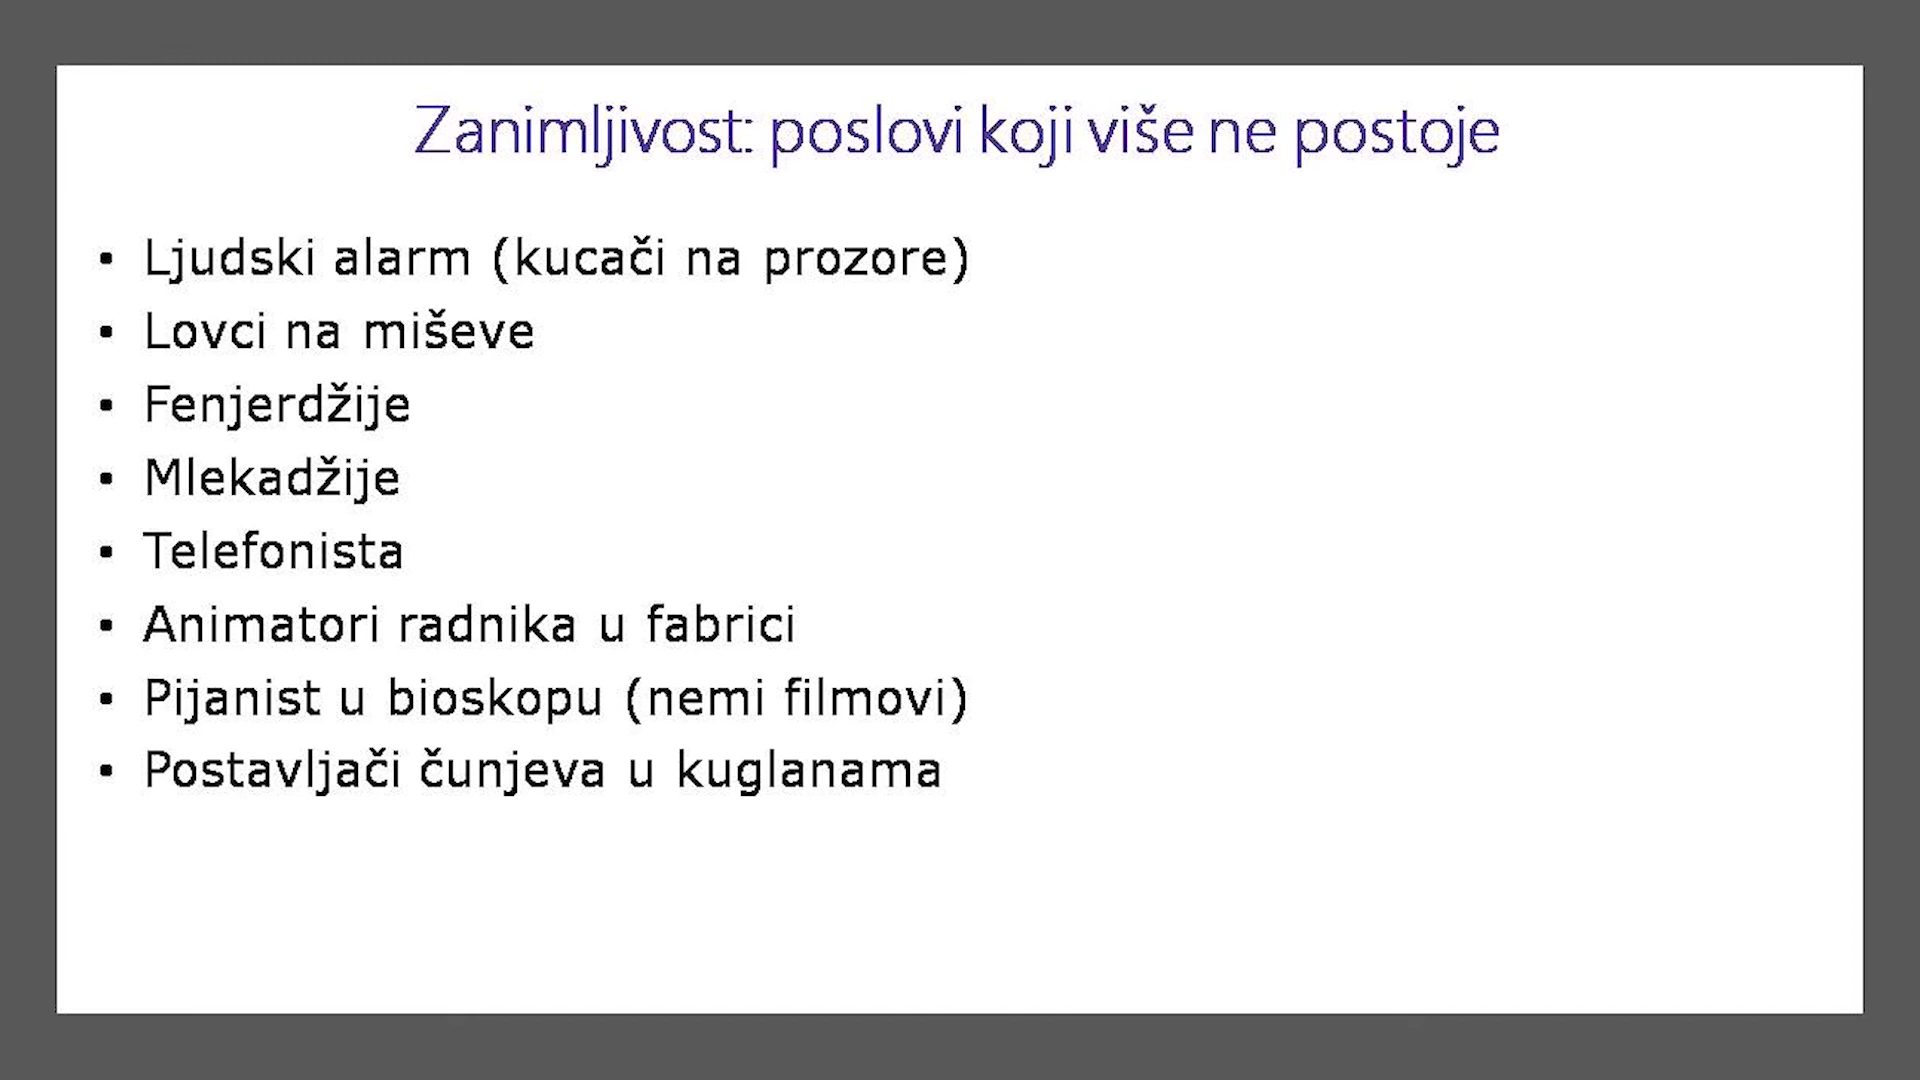 Zanimljivost: poslovi koji više ne postoje
▪ Ljudski alarm (kucači na prozore)
▪ Lovci na miševe
▪ Fenjerdžije
▪ Mlekadžije
▪ Telefonista
▪ Animatori radnika u fabrici
▪ Pijanist u bioskopu (nemi filmovi)
▪ Postavljači čunjeva u kuglanama